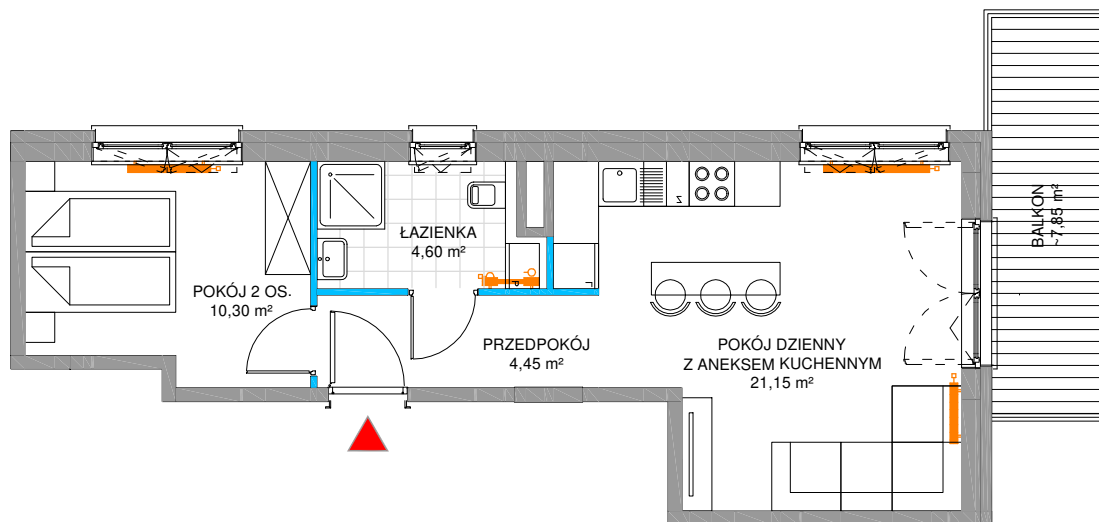 ŁAZIENKA
4,60 m²
POKÓJ 2 OS.
10,30 m²
PRZEDPOKÓJ
4,45 m²
POKÓJ DZIENNY
Z ANEKSEM KUCHENNYM
21,15 m²
BALKON
~7,85 m²